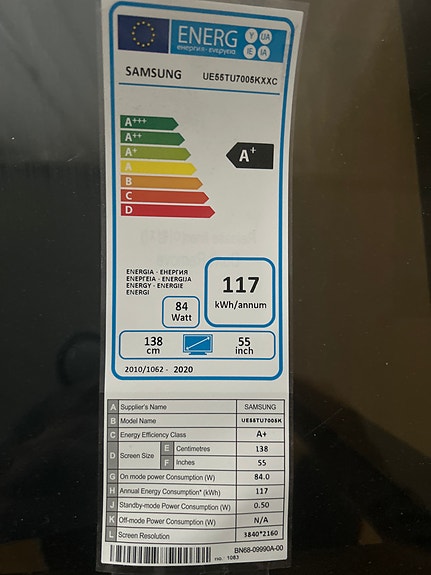 ENERG Y UA
енергия · ενεργεια IE IA
SAMSUNG UE55TU7005KXXC
A+++
A++
A+
A
B
C
D
A+
ENERGIA - ЕНЕРГИЯ
ΕΝΕΡΓΕΙΑ - ENERGIJA
ENERGY - ENERGIE
ENERGI
84
Watt
117
kWh/annum
138
cm
55
inch
2010/1062 - 2020
A Supplier's Name SAMSUNG
B Model Name UE55TU7005K
C Energy Efficiency Class A+
D Screen Size E Centimetres 138
F Inches 55
G On mode power Consumption (W) 84.0
H Annual Energy Consumption* (kWh) 117
J Standby-mode Power Consumption (W) 0.50
K Off-mode Power Consumption (W) N/A
L Screen Resolution 3840*2160
BN68-09990A-00
no.: 1083